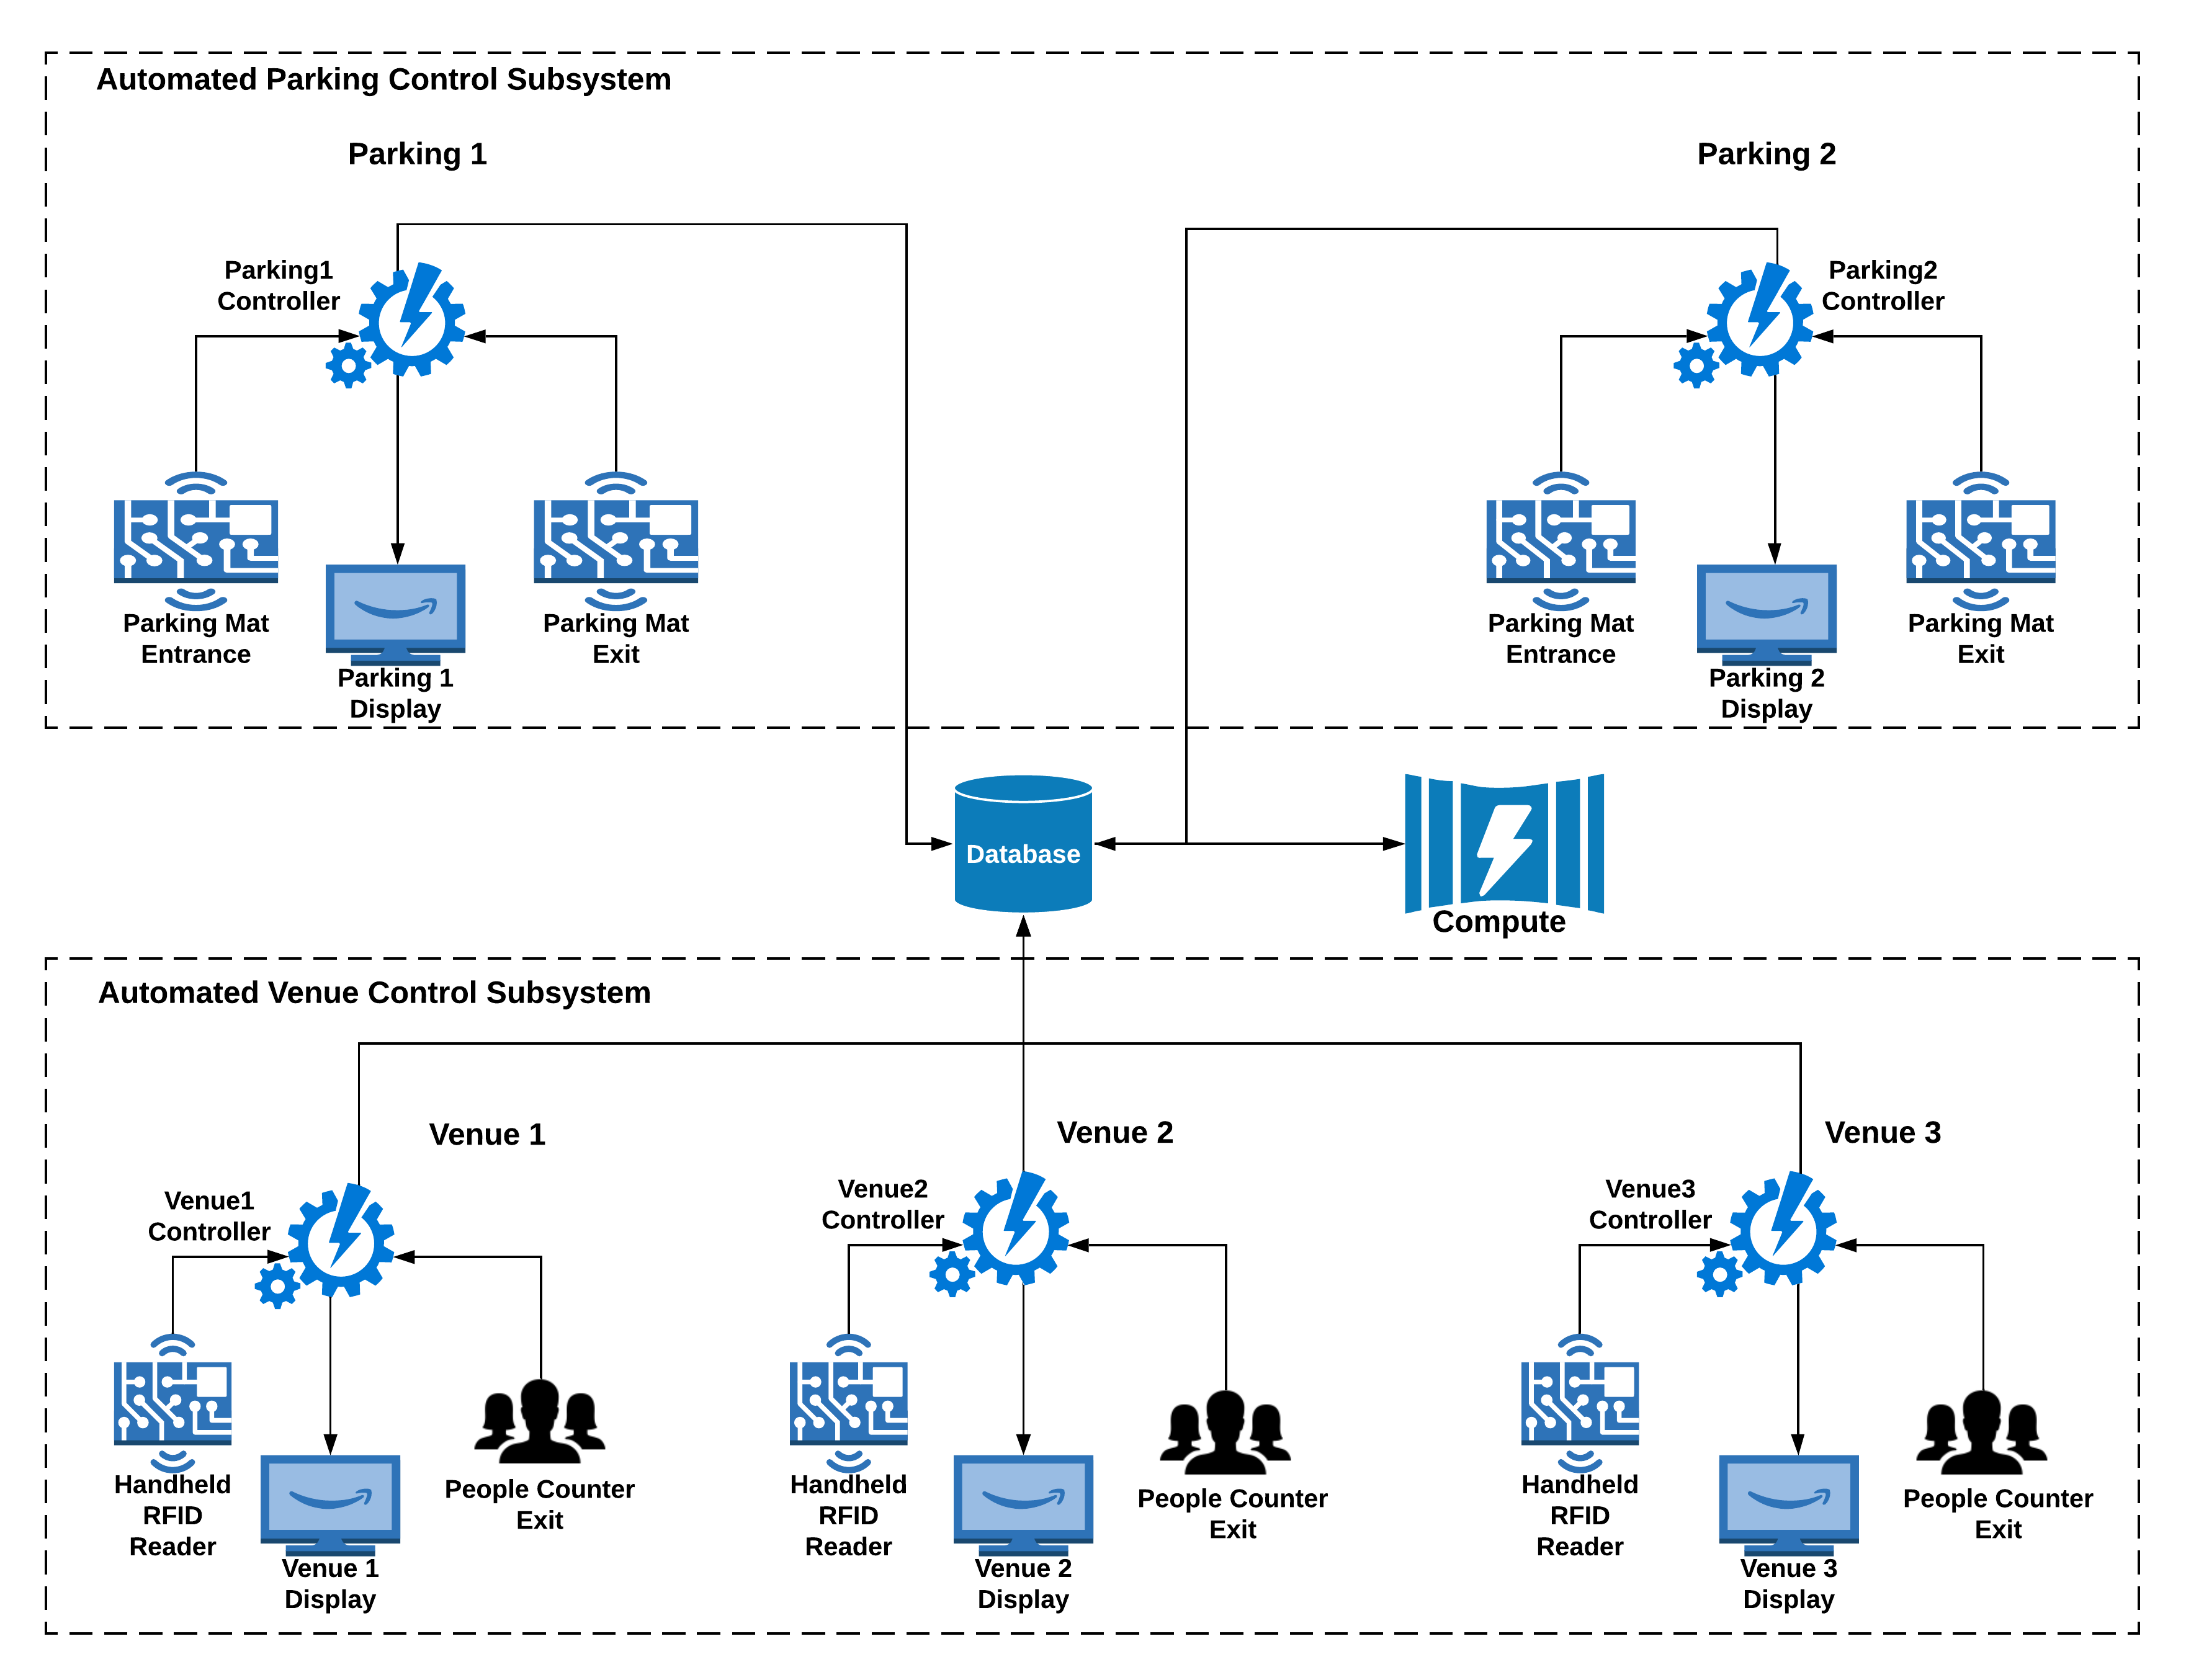 Automated Parking Control Subsystem
Parking 1
Parking 2
Parking1
Controller
Parking2
Controller
Parking Mat
Entrance
Parking 1
Display
Parking Mat
Exit
Parking Mat
Entrance
Parking 2
Display
Parking Mat
Exit
Database
Compute
Automated Venue Control Subsystem
Venue 1
Venue 2
Venue 3
Venue1
Controller
Venue2
Controller
Venue3
Controller
Handheld
RFID
Reader
Venue 1
Display
People Counter
Exit
Handheld
RFID
Reader
Venue 2
Display
People Counter
Exit
Handheld
RFID
Reader
Venue 3
Display
People Counter
Exit